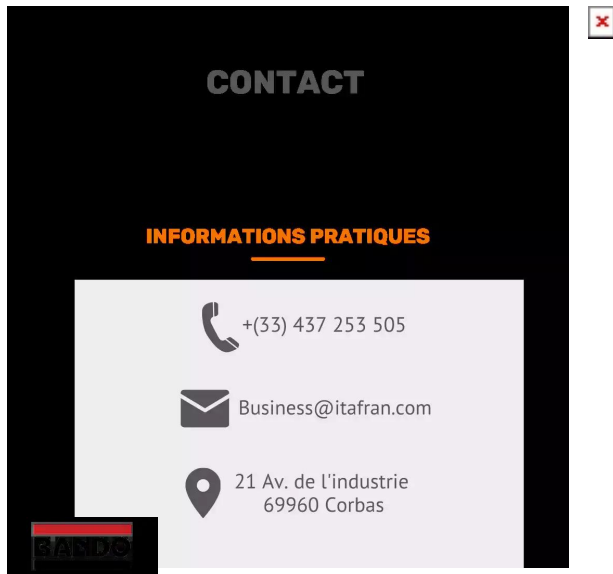 CONTACT
INFORMATIONS PRATIQUES
+(33) 437 253 505
Business@itafran.com
21 Av. de l'industrie
69960 Corbas